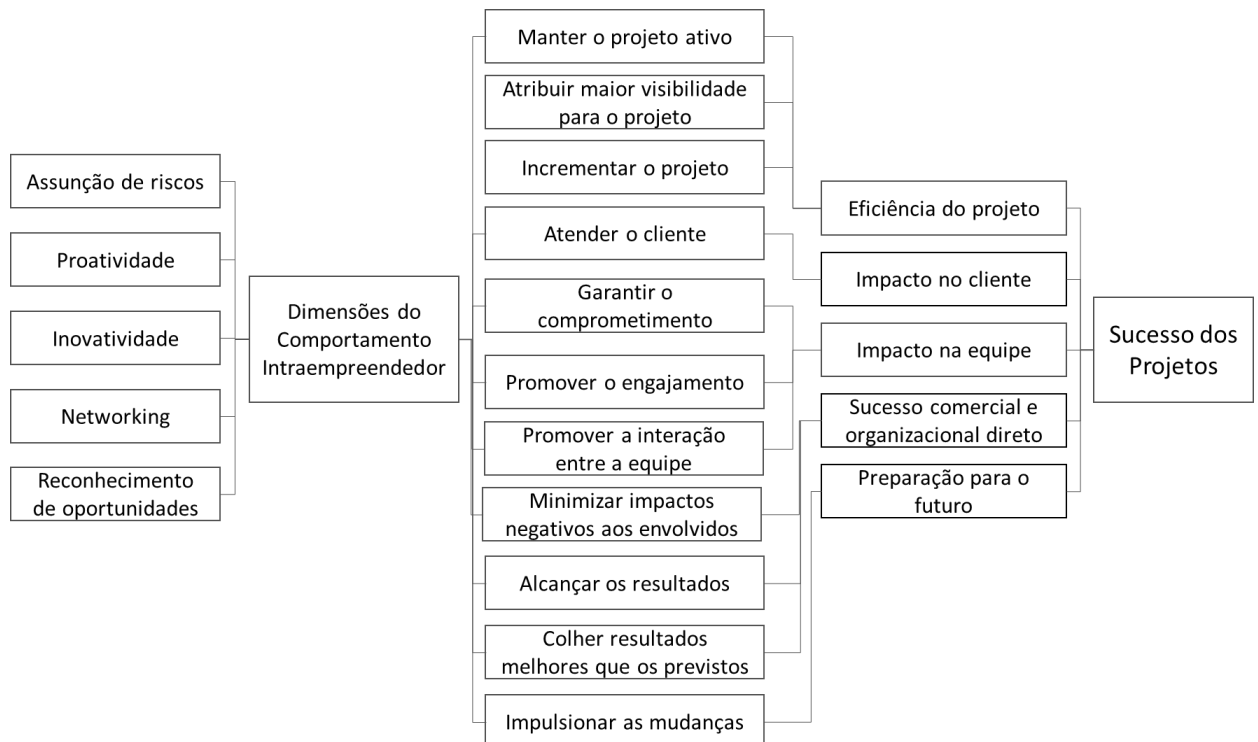 Assunção de riscos
Proatividade
Inovatividade
Networking
Reconhecimento
de oportunidades
Dimensões do
Comportamento
Intraempreendedor
Manter o projeto ativo
Atribuir maior visibilidade
para o projeto
Incrementar o projeto
Atender o cliente
Garantir o
comprometimento
Promover o engajamento
Promover a interação
entre a equipe
Minimizar impactos
negativos aos envolvidos
Alcançar os resultados
Colher resultados
melhores que os previstos
Impulsionar as mudanças
Eficiência do projeto
Impacto no cliente
Impacto na equipe
Sucesso comercial e
organizacional direto
Preparação para o
futuro
Sucesso dos
Projetos